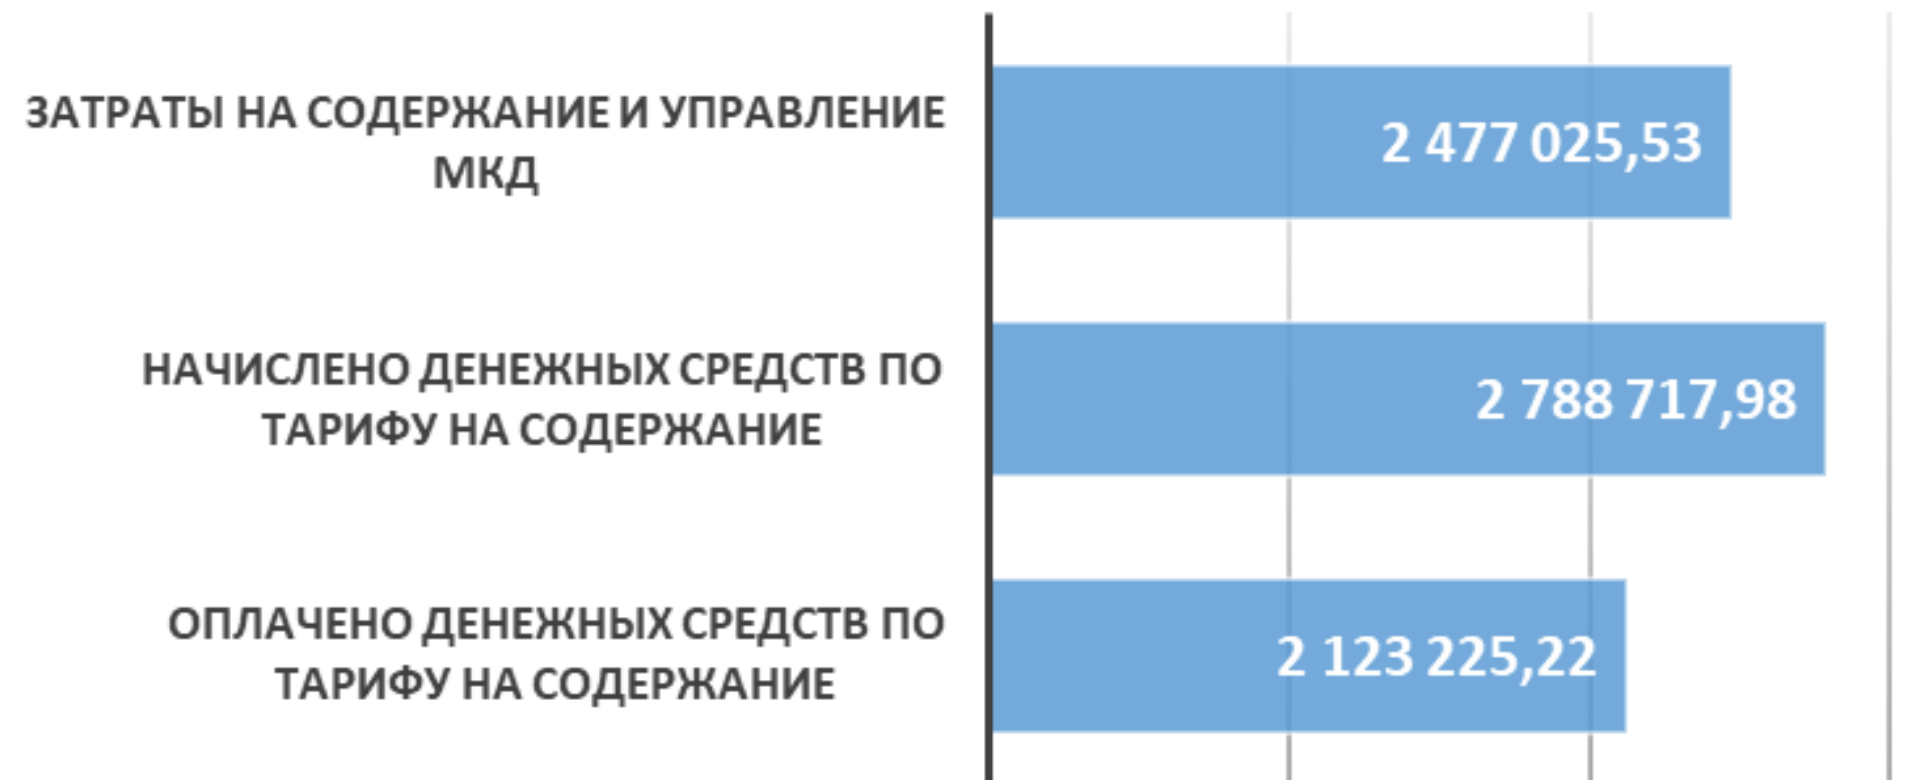 ЗАТРАТЫ НА СОДЕРЖАНИЕ И УПРАВЛЕНИЕ
МКД
2 477 025,53
НАЧИСЛЕНО ДЕНЕЖНЫХ СРЕДСТВ ПО
ТАРИФУ НА СОДЕРЖАНИЕ
2 788 717,98
ОПЛАЧЕНО ДЕНЕЖНЫХ СРЕДСТВ ПО
ТАРИФУ НА СОДЕРЖАНИЕ
2 123 225,22